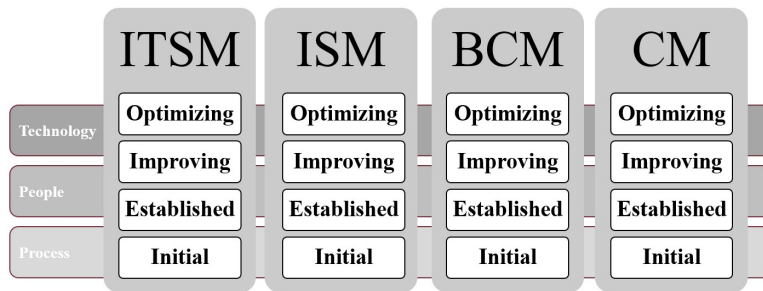 ITSM ISM BCM CM
Optimizing Optimizing Optimizing Optimizing
Technology
Improving Improving Improving Improving
People
Established Established Established Established
Process
Initial Initial Initial Initial